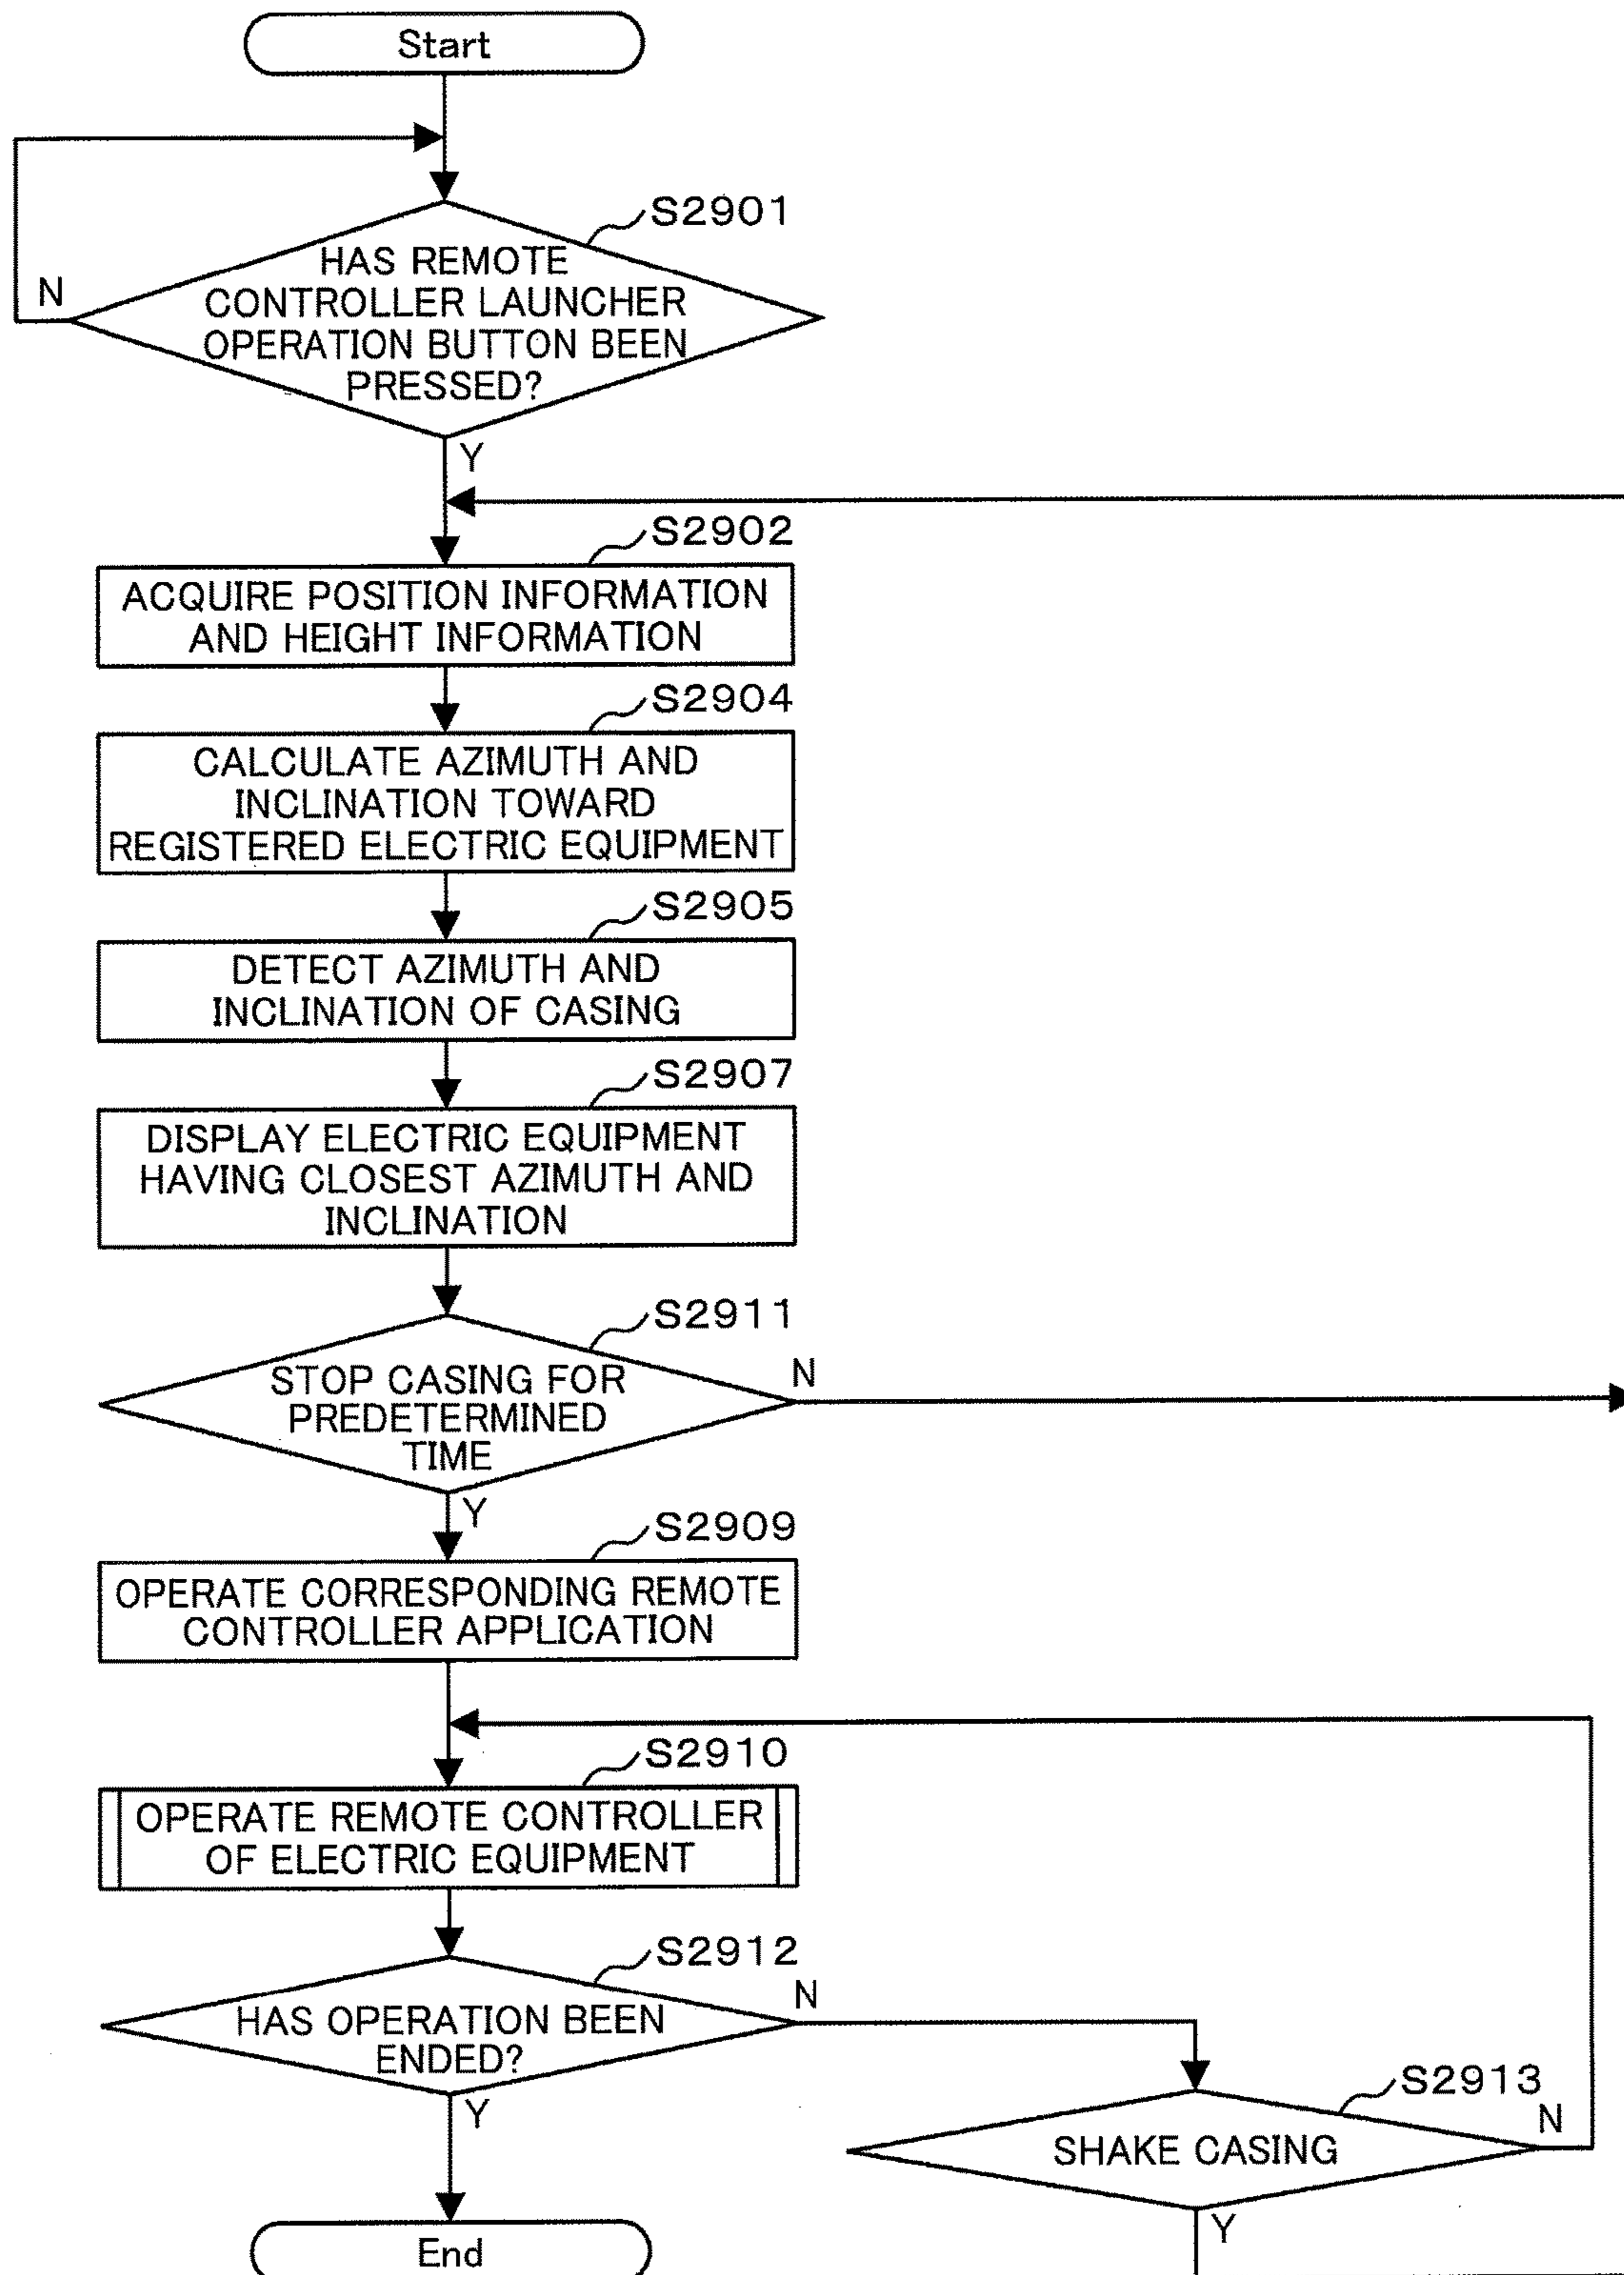 Start
S2901
HAS REMOTE
CONTROLLER LAUNCHER
OPERATION BUTTON BEEN
PRESSED?
N
Y
S2902
ACQUIRE POSITION INFORMATION
AND HEIGHT INFORMATION
S2904
CALCULATE AZIMUTH AND
INCLINATION TOWARD
REGISTERED ELECTRIC EQUIPMENT
S2905
DETECT AZIMUTH AND
INCLINATION OF CASING
S2907
DISPLAY ELECTRIC EQUIPMENT
HAVING CLOSEST AZIMUTH AND
INCLINATION
S2911
STOP CASING FOR
PREDETERMINED
TIME
N
Y
S2909
OPERATE CORRESPONDING REMOTE
CONTROLLER APPLICATION
S2910
OPERATE REMOTE CONTROLLER
OF ELECTRIC EQUIPMENT
S2912
HAS OPERATION BEEN
ENDED?
N
Y
S2913
SHAKE CASING
N
Y
End